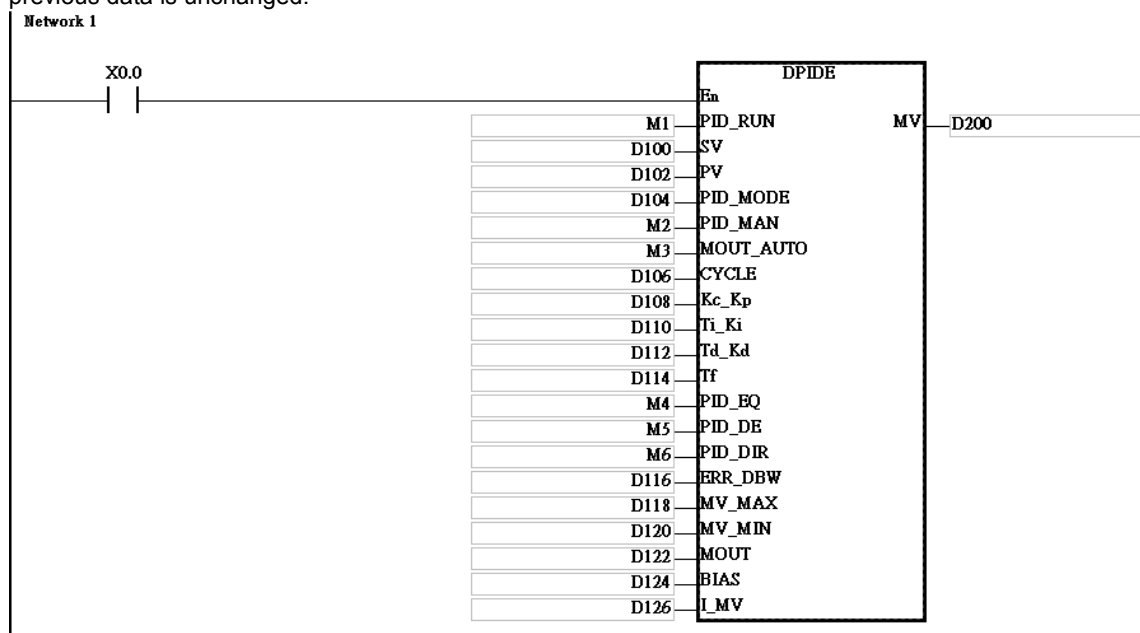 previous data is unchanged.
Network 1
X0.0
DPIDE
En
M1 PID_RUN MV D200
D100 SV
D102 PV
D104 PID_MODE
M2 PID_MAN
M3 MOUT_AUTO
D106 CYCLE
D108 Kc_Kp
D110 Ti_Ki
D112 Td_Kd
D114 Tf
M4 PID_EQ
M5 PID_DE
M6 PID_DIR
D116 ERR_DBW
D118 MV_MAX
D120 MV_MIN
D122 MOUT
D124 BIAS
D126 I_MV